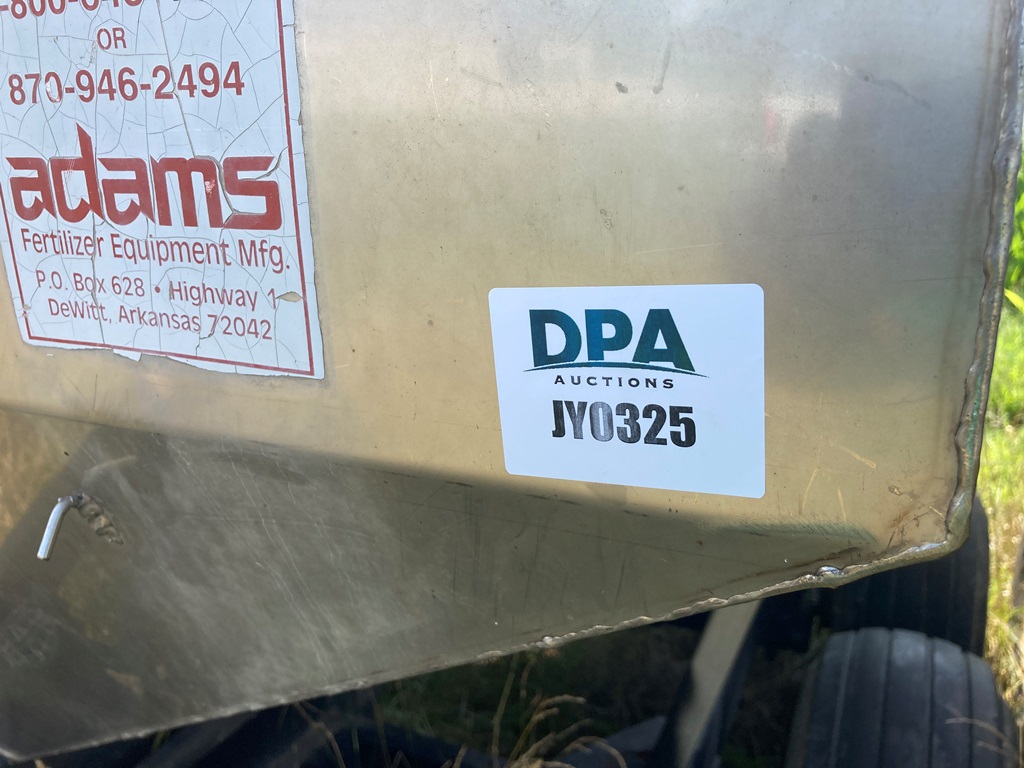 OR
870-946-2494
adams
Fertilizer Equipment Mfg.
P.O. Box 628 • Highway 1
DeWitt, Arkansas 72042
DPA
AUCTIONS
JY0325